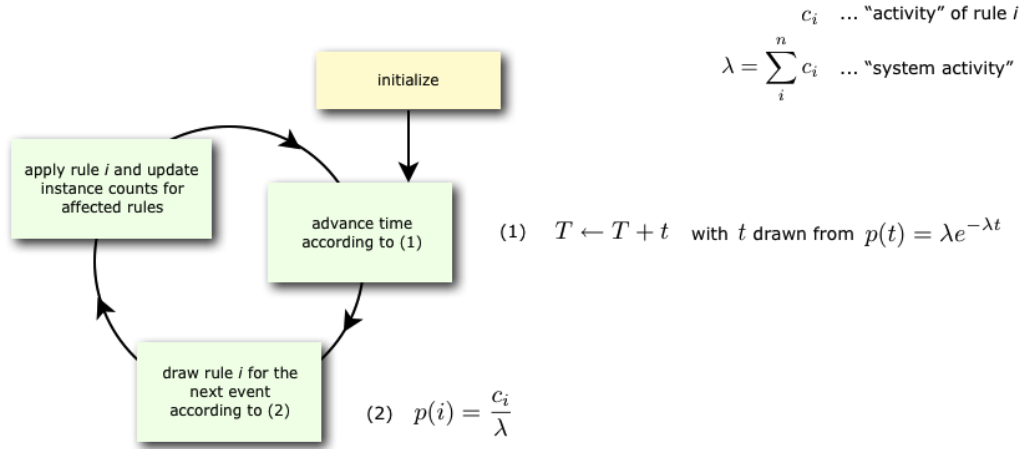 c_i ... “activity” of rule i
λ = ∑_i^n c_i ... “system activity”
initialize
apply rule i and update
instance counts for
affected rules
advance time
according to (1)
(1) T ← T + t with t drawn from p(t) = λe^{−λt}
draw rule i for the
next event
according to (2)
(2) p(i) = c_i/λ